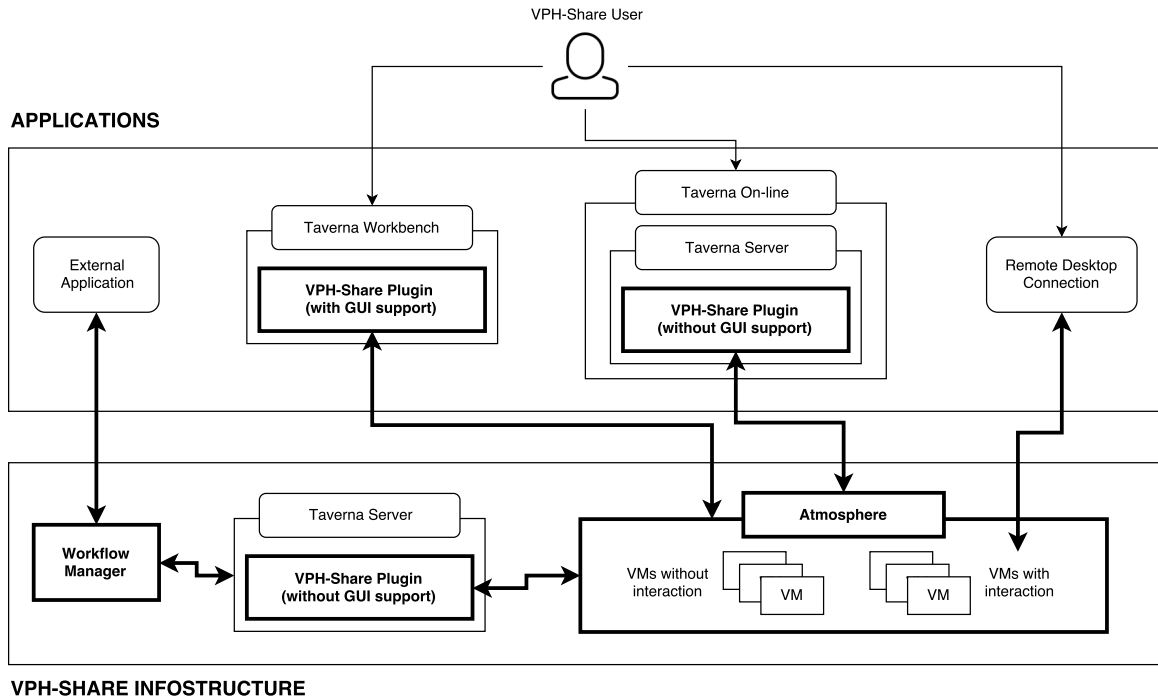 VPH-Share User
APPLICATIONS
Taverna On-line
Taverna Workbench
Taverna Server
External
Application
Remote Desktop
Connection
VPH-Share Plugin
(with GUI support)
VPH-Share Plugin
(without GUI support)
Taverna Server
Atmosphere
Workflow
Manager
VPH-Share Plugin
(without GUI support)
VMs without
interaction
VM
VM
VMs with
interaction
VPH-SHARE INFOSTRUCTURE